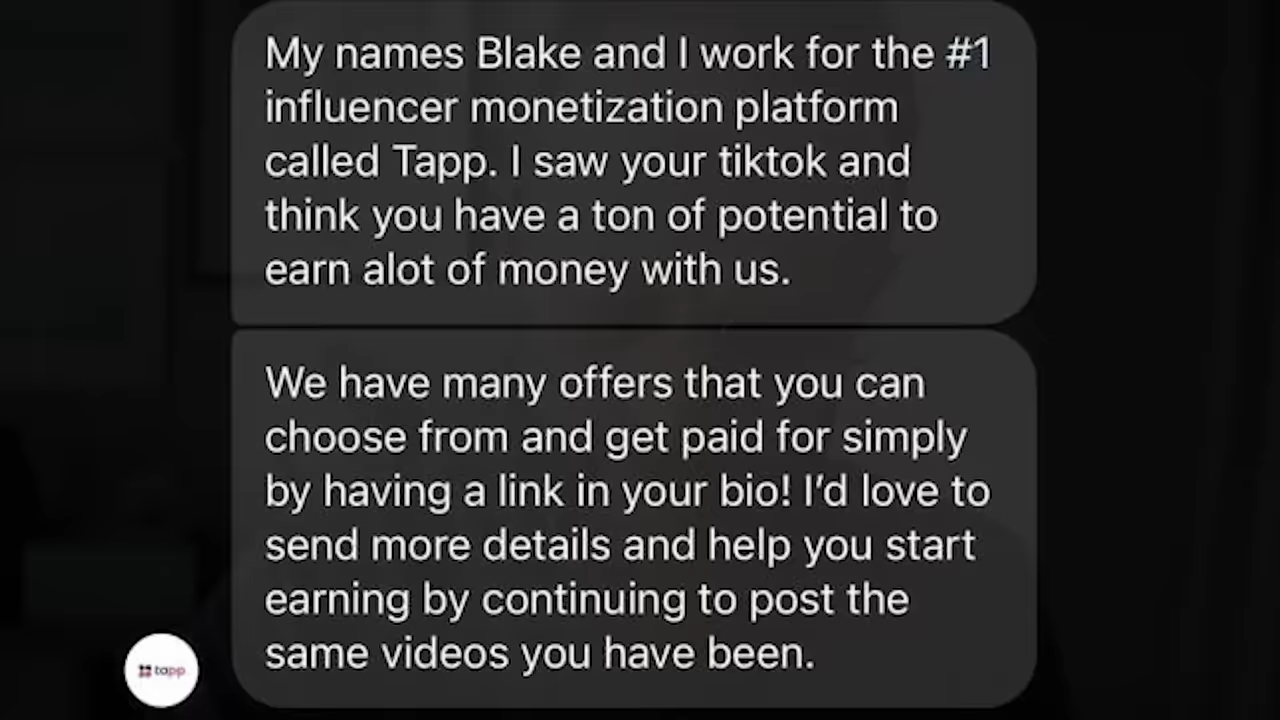 My names Blake and I work for the #1
influencer monetization platform
called Tapp. I saw your tiktok and
think you have a ton of potential to
earn alot of money with us.
We have many offers that you can
choose from and get paid for simply
by having a link in your bio! I’d love to
send more details and help you start
earning by continuing to post the
same videos you have been.
tapp